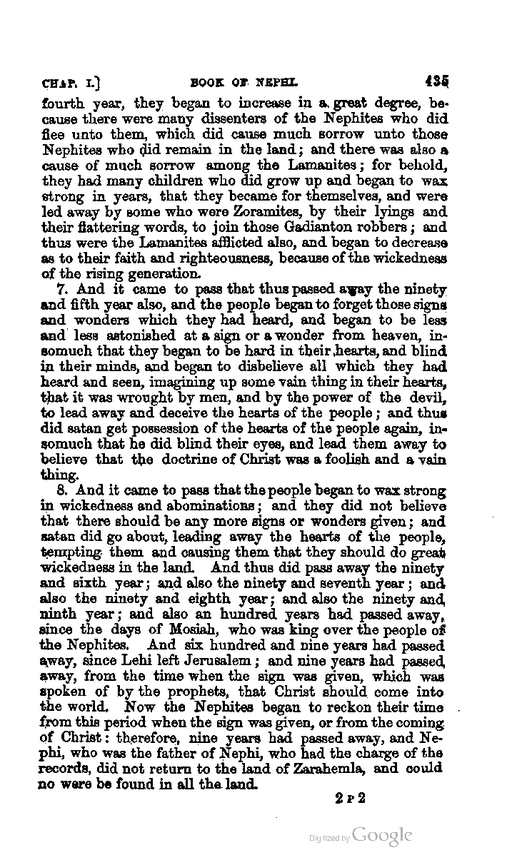 CHAP. I.] BOOK OF NEPHI. 435
fourth year, they began to increase in a great degree, be-
cause there were many dissenters of the Nephites who did
flee unto them, which did cause much sorrow unto those
Nephites who did remain in the land; and there was also a
cause of much sorrow among the Lamanites; for behold,
they had many children who did grow up and began to wax
strong in years, that they became for themselves, and were
led away by some who were Zoramites, by their lyings and
their flattering words, to join those Gadianton robbers; and
thus were the Lamanites afflicted also, and began to decrease
as to their faith and righteousness, because of the wickedness
of the rising generation.
7. And it came to pass that thus passed away the ninety
and fifth year also, and the people began to forget those signs
and wonders which they had heard, and began to be less
and less astonished at a sign or a wonder from heaven, in-
somuch that they began to be hard in their hearts, and blind
in their minds, and began to disbelieve all which they had
heard and seen, imagining up some vain thing in their hearts,
that it was wrought by men, and by the power of the devil,
to lead away and deceive the hearts of the people; and thus
did satan get possession of the hearts of the people again, in-
somuch that he did blind their eyes, and lead them away to
believe that the doctrine of Christ was a foolish and a vain
thing.
8. And it came to pass that the people began to wax strong
in wickedness and abominations; and they did not believe
that there should be any more signs or wonders given; and
satan did go about, leading away the hearts of the people,
tempting them and causing them that they should do great
wickedness in the land. And thus did pass away the ninety
and sixth year; and also the ninety and seventh year; and
also the ninety and eighth year; and also the ninety and
ninth year; and also an hundred years had passed away,
since the days of Mosiah, who was king over the people of
the Nephites. And six hundred and nine years had passed
away, since Lehi left Jerusalem; and nine years had passed
away, from the time when the sign was given, which was
spoken of by the prophets, that Christ should come into
the world. Now the Nephites began to reckon their time
from this period when the sign was given, or from the coming
of Christ: therefore, nine years had passed away, and Ne-
phi, who was the father of Nephi, who had the charge of the
records, did not return to the land of Zarahemla, and could
no were be found in all the land.
2 P 2
Digitized by Google